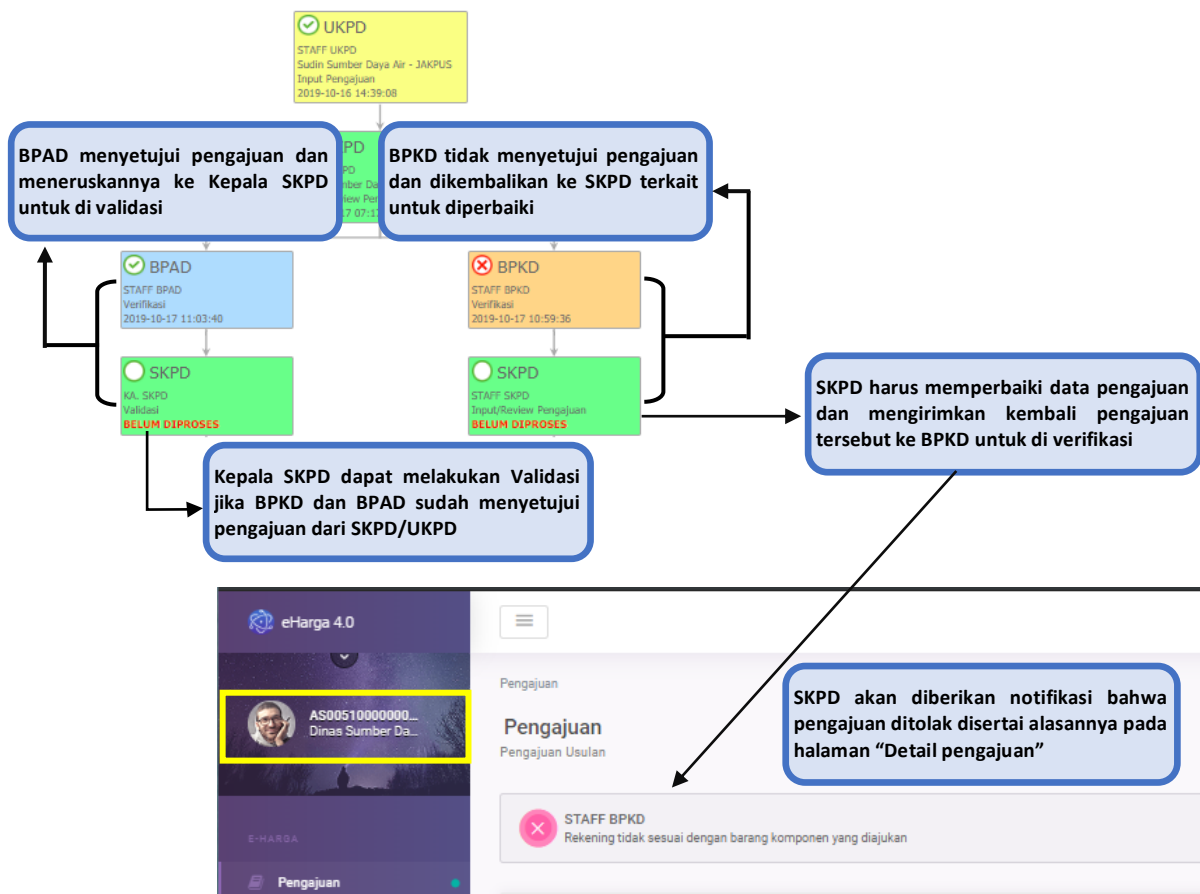 UKPD
STAFF UKPD
Sudin Sumber Daya Air - JAKPUS
Input Pengajuan
2019-10-16 14:39:08
BPAD menyetujui pengajuan dan
meneruskannya ke Kepala SKPD
untuk di validasi
BPKD tidak menyetujui pengajuan
dan dikembalikan ke SKPD terkait
untuk diperbaiki
BPAD
STAFF BPAD
Verifikasi
2019-10-17 11:03:40
BPKD
STAFF BPKD
Verifikasi
2019-10-17 10:59:36
SKPD
KA. SKPD
Validasi
BELUM DIPROSES
SKPD
STAFF SKPD
Input/Review Pengajuan
BELUM DIPROSES
SKPD harus memperbaiki data pengajuan
dan mengirimkan kembali pengajuan
tersebut ke BPKD untuk di verifikasi
Kepala SKPD dapat melakukan Validasi
jika BPKD dan BPAD sudah menyetujui
pengajuan dari SKPD/UKPD
eHarga 4.0
AS00510000000...
Dinas Sumber Da...
E-HARGA
Pengajuan
Pengajuan
Pengajuan
Pengajuan Usulan
SKPD akan diberikan notifikasi bahwa
pengajuan ditolak disertai alasannya pada
halaman “Detail pengajuan”
STAFF BPKD
Rekening tidak sesuai dengan barang komponen yang diajukan